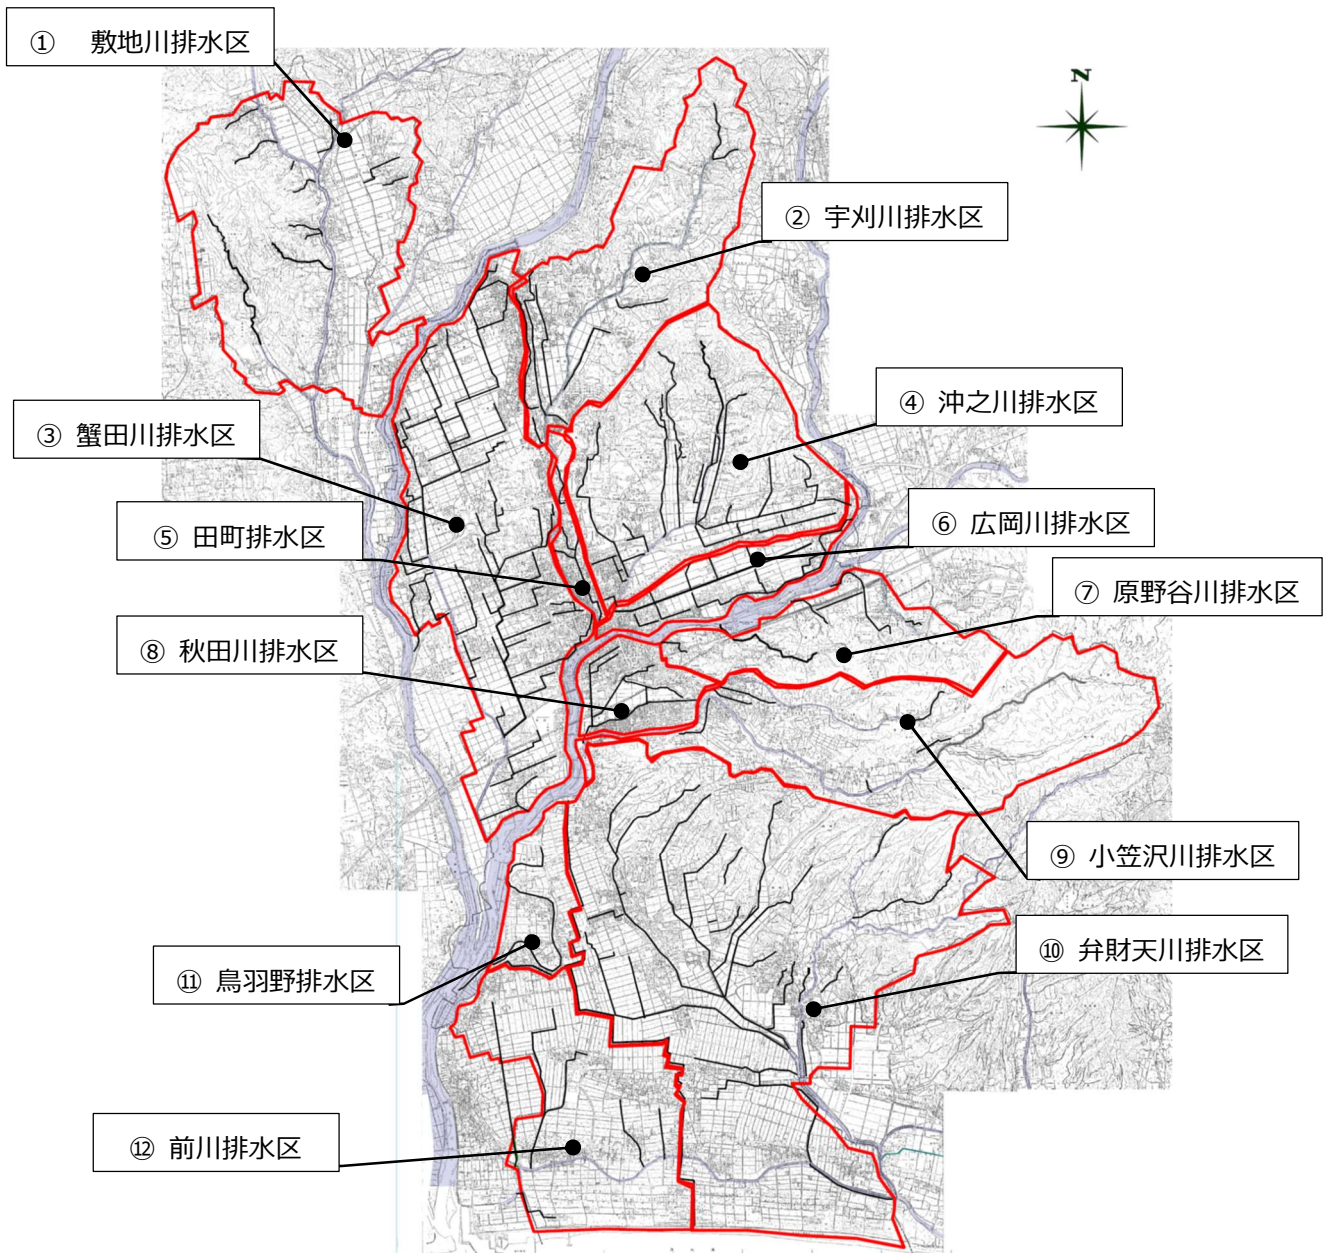 ① 敷地川排水区
N
② 宇刈川排水区
④ 沖之川排水区
③ 蟹田川排水区
⑥ 広岡川排水区
⑤ 田町排水区
⑦ 原野谷川排水区
⑧ 秋田川排水区
⑨ 小笠沢川排水区
⑩ 弁財天川排水区
⑪ 鳥羽野排水区
⑫ 前川排水区